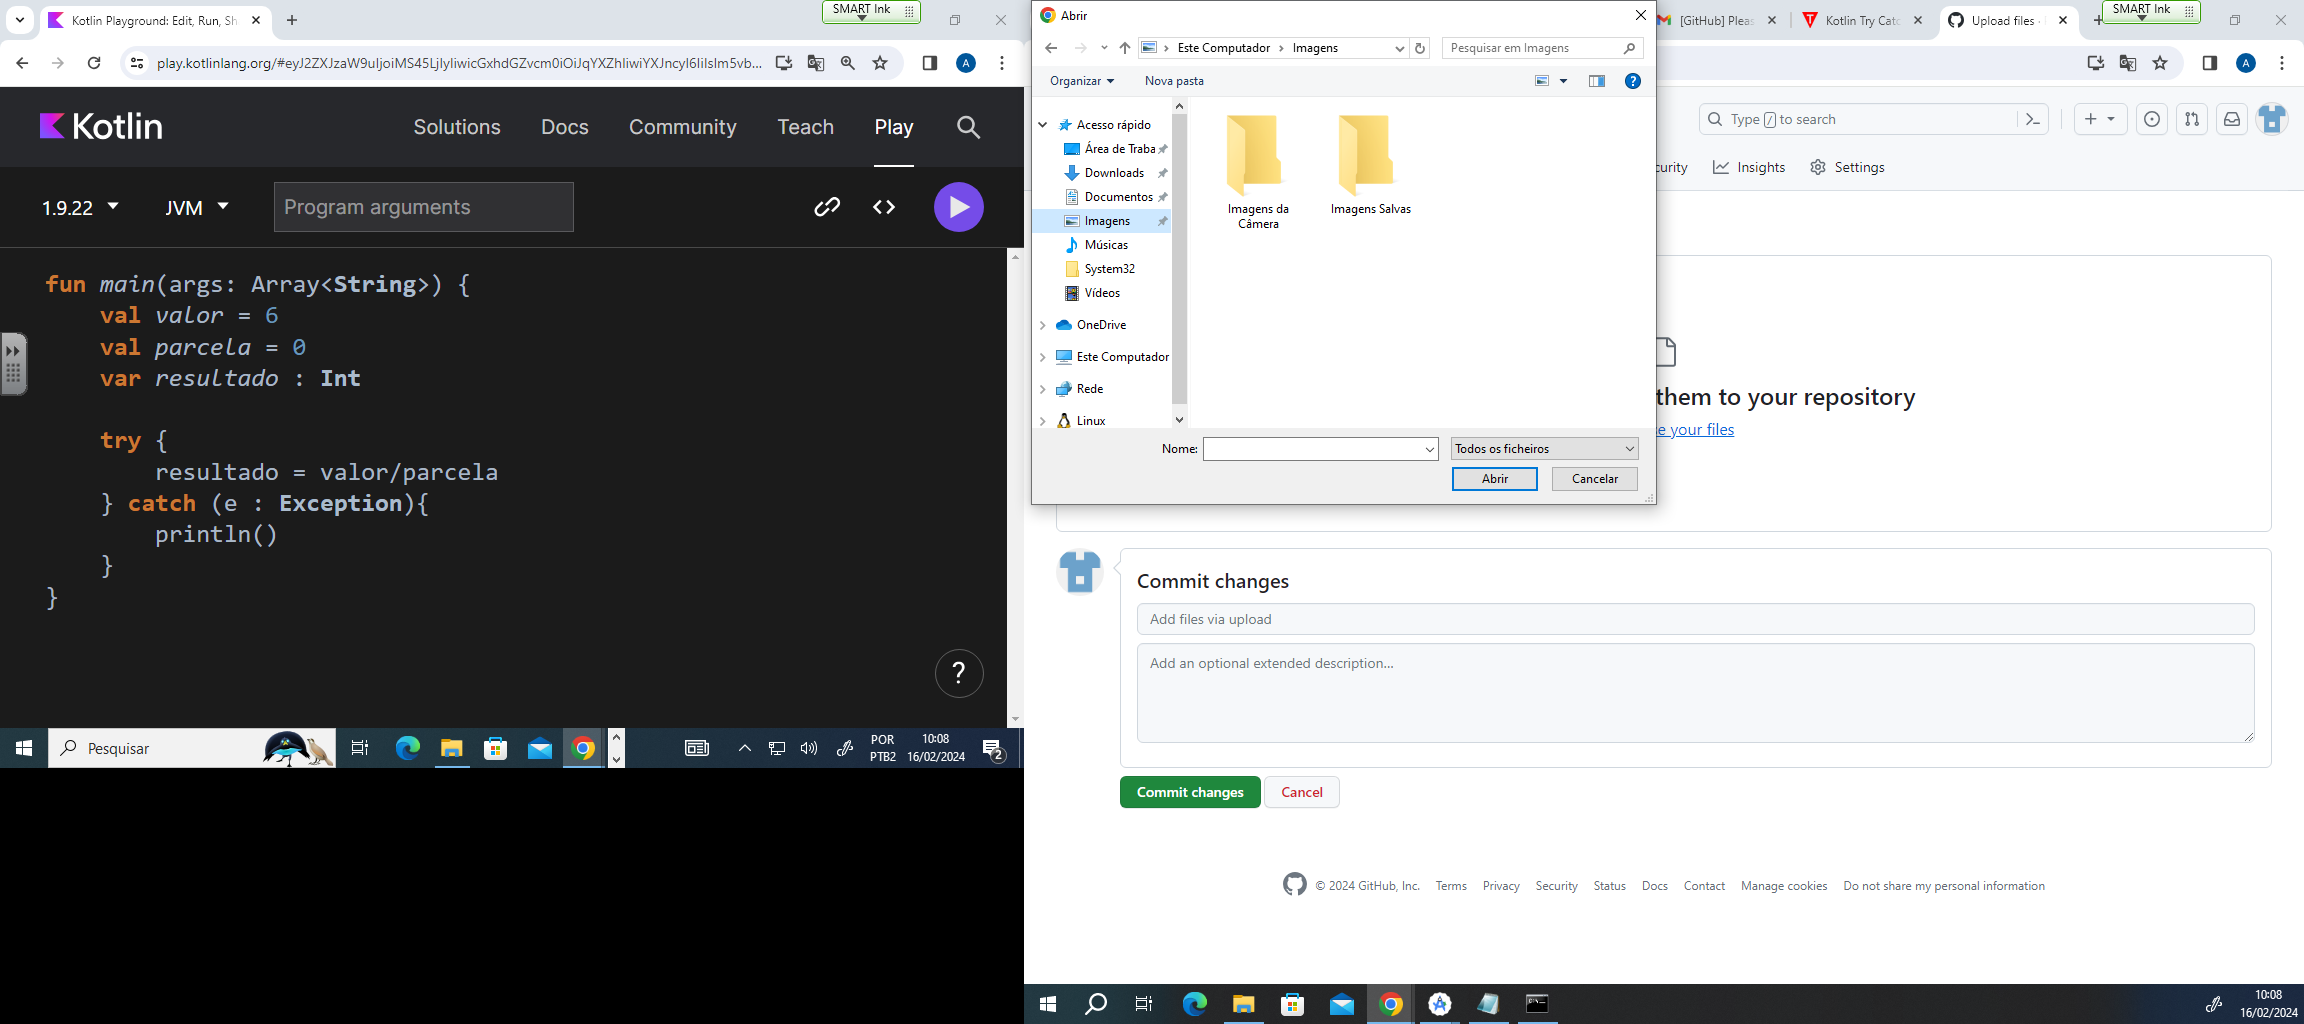 Kotlin Playground: Edit, Run, Sh
SMART Ink
play.kotlinlang.org/#eyJ2ZXJzaW9uIjoiMS45LjIyIiwicGxhdGZvcm0iOiJqYXZhIiwiYXJncyI6IiIsIm5vb...
A
Kotlin
Solutions
Docs
Community
Teach
Play
1.9.22
JVM
Program arguments
fun main(args: Array<String>) {
val valor = 6
val parcela = 0
var resultado : Int
try {
resultado = valor/parcela
} catch (e : Exception){
println()
}
}
?
Pesquisar
POR
PTB2
10:08
16/02/2024
2
Abrir
Este Computador
Imagens
Pesquisar em Imagens
Organizar
Nova pasta
Acesso rápido
Área de Traba
Downloads
Documentos
Imagens
Músicas
System32
Vídeos
OneDrive
Este Computador
Rede
Linux
Imagens da
Câmera
Imagens Salvas
Nome:
Todos os ficheiros
Abrir
Cancelar
[GitHub] Pleas
Kotlin Try Catc
Upload files ·
SMART Ink
A
Type / to search
curity
Insights
Settings
them to your repository
e your files
Commit changes
Add files via upload
Add an optional extended description...
Commit changes
Cancel
© 2024 GitHub, Inc.
Terms
Privacy
Security
Status
Docs
Contact
Manage cookies
Do not share my personal information
10:08
16/02/2024